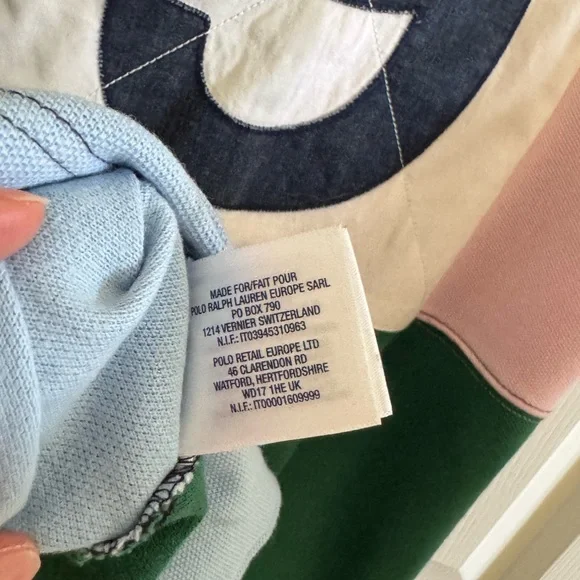 MADE FOR/FAIT POUR
POLO RALPH LAUREN EUROPE SARL
PO BOX 790
1214 VERNIER SWITZERLAND
N.I.F.: IT03945310963
POLO RETAIL EUROPE LTD
46 CLARENDON RD
WATFORD, HERTFORDSHIRE
WD17 1HE UK
N.I.F.: IT00001609999